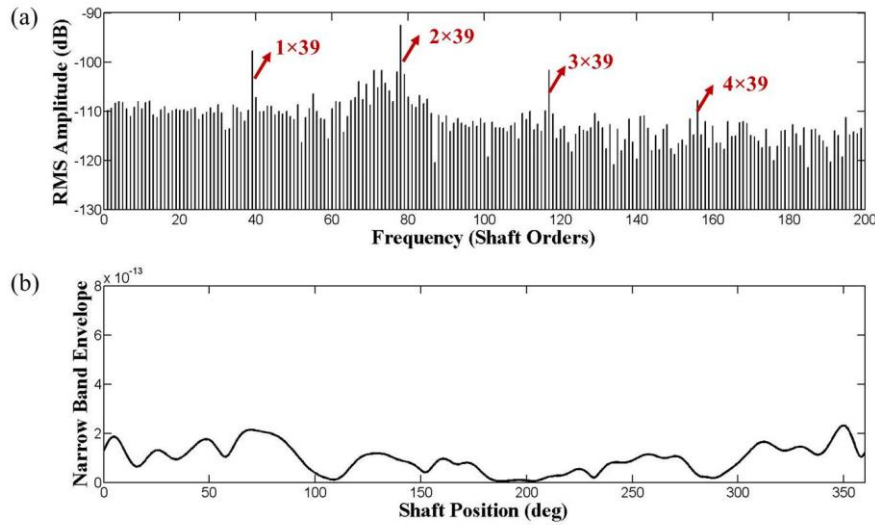 (a)
-90
-100
-110
-120
-130
RMS Amplitude (dB)
1×39
2×39
3×39
4×39
0 20 40 60 80 100 120 140 160 180 200
Frequency (Shaft Orders)
(b)
8 × 10⁻¹³
6
4
2
0
Narrow Band Envelope
0 50 100 150 200 250 300 350
Shaft Position (deg)